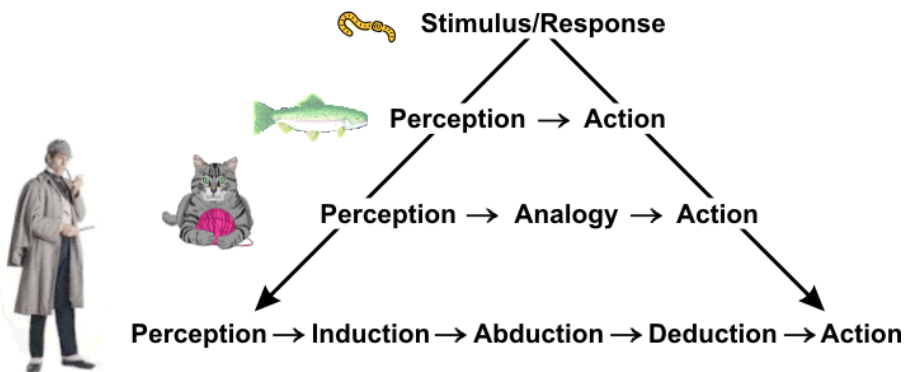 Stimulus/Response
Perception → Action
Perception → Analogy → Action
Perception → Induction → Abduction → Deduction → Action